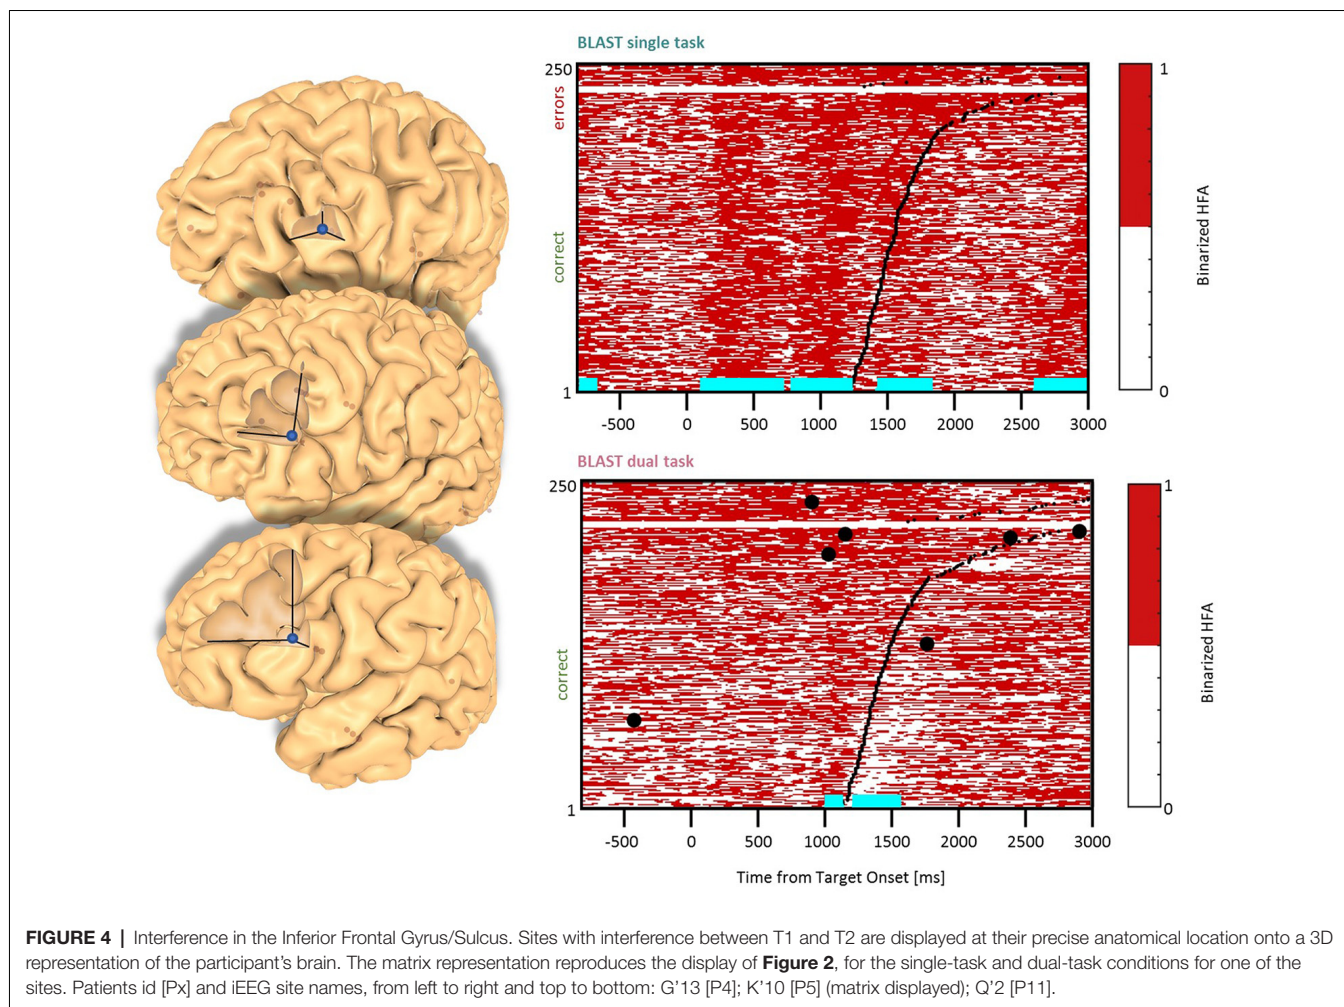 BLAST single task
250
errors
correct
1
-500 0 500 1000 1500 2000 2500 3000
1
Binarized HFA
0
BLAST dual task
250
correct
1
-500 0 500 1000 1500 2000 2500 3000
Time from Target Onset [ms]
1
Binarized HFA
0
FIGURE 4 | Interference in the Inferior Frontal Gyrus/Sulcus. Sites with interference between T1 and T2 are displayed at their precise anatomical location onto a 3D
representation of the participant's brain. The matrix representation reproduces the display of Figure 2, for the single-task and dual-task conditions for one of the
sites. Patients id [Px] and iEEG site names, from left to right and top to bottom: G'13 [P4]; K'10 [P5] (matrix displayed); Q'2 [P11].